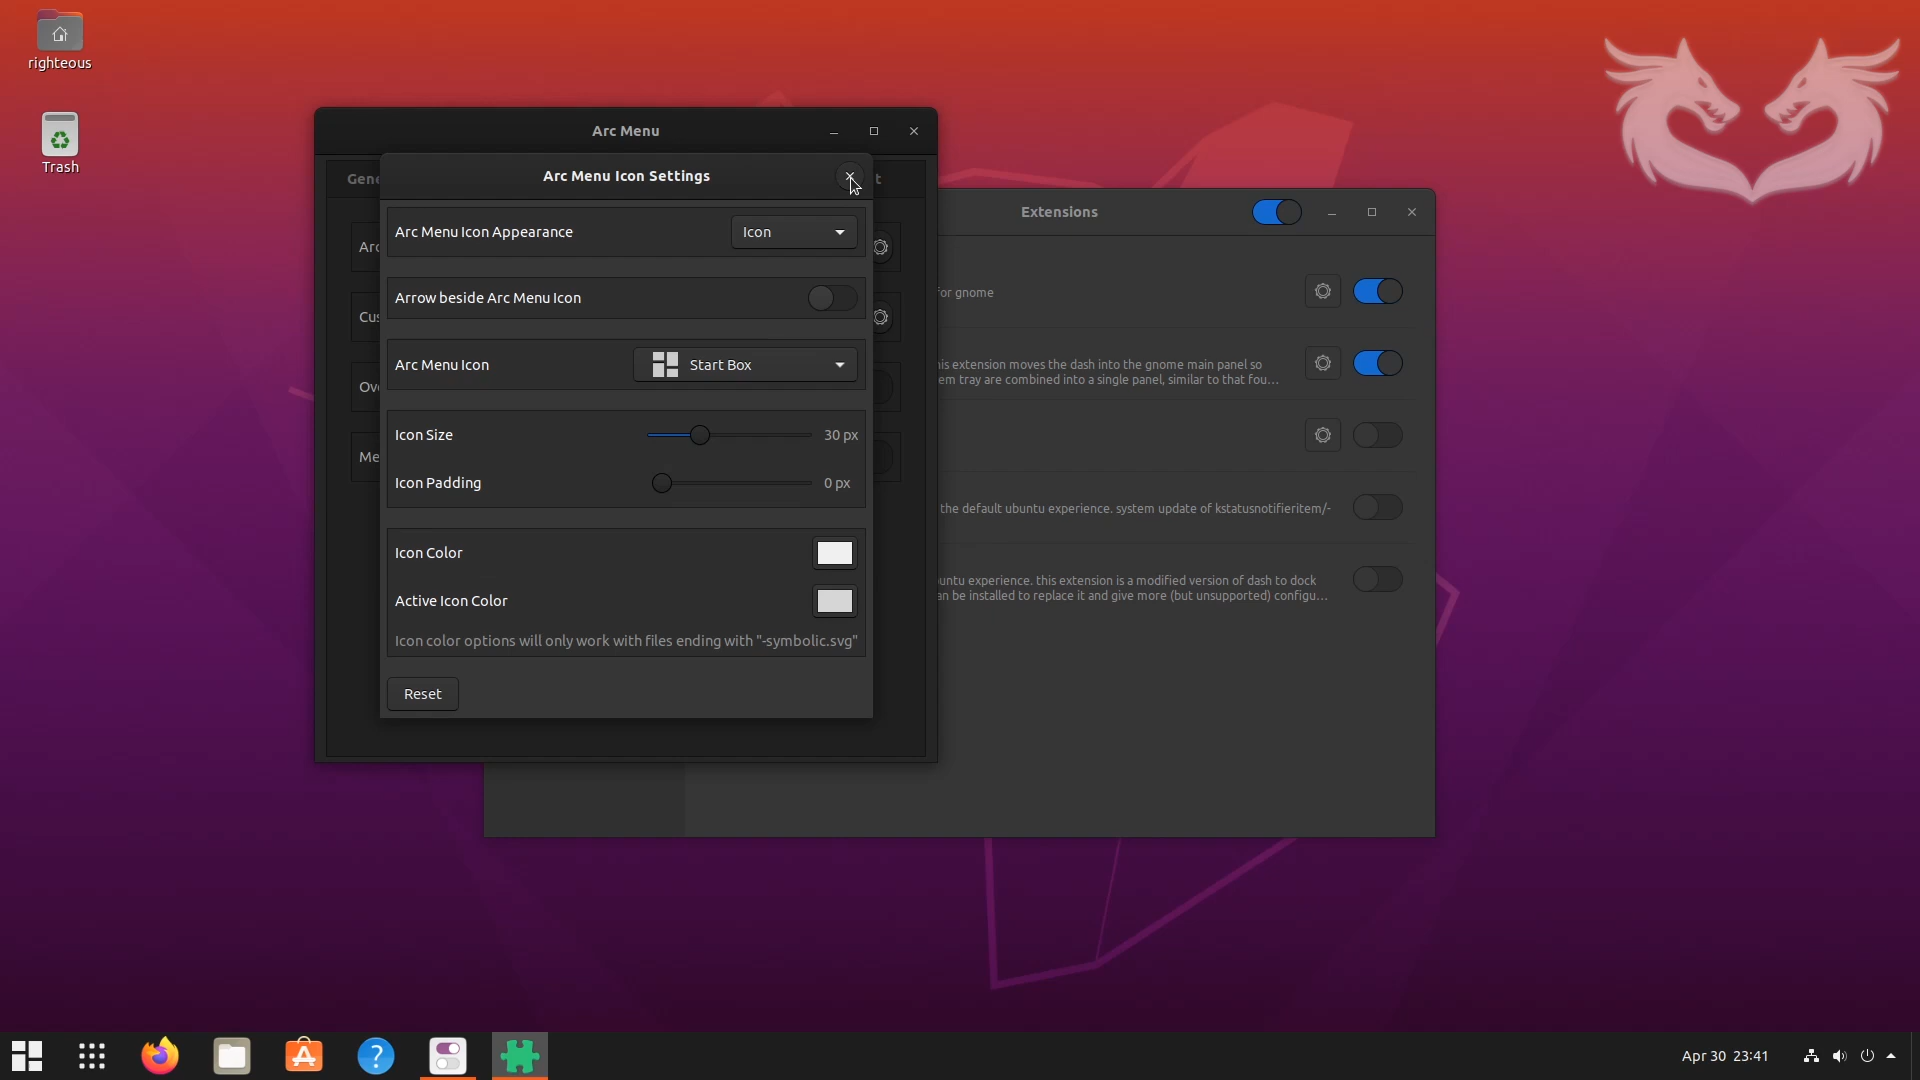 righteous
Trash
Arc Menu
Gene
t
Arc Menu Icon Settings
Extensions
Arc
Arc Menu Icon Appearance
Icon
for gnome
Cus
Arrow beside Arc Menu Icon
Arc Menu Icon
Start Box
his extension moves the dash into the gnome main panel so
em tray are combined into a single panel, similar to that fou...
Ov
Icon Size
30 px
Me
Icon Padding
0 px
the default ubuntu experience. system update of kstatusnotifieritem/-
Icon Color
untu experience. this extension is a modified version of dash to dock
an be installed to replace it and give more (but unsupported) configu...
Active Icon Color
Icon color options will only work with files ending with "-symbolic.svg"
Reset
Apr 30 23:41